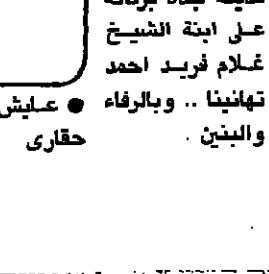 على ابنة الشيخ
غلام فريد احمد
تهانينا .. وبالرفاء
والبنين .
● عايش
حقارى